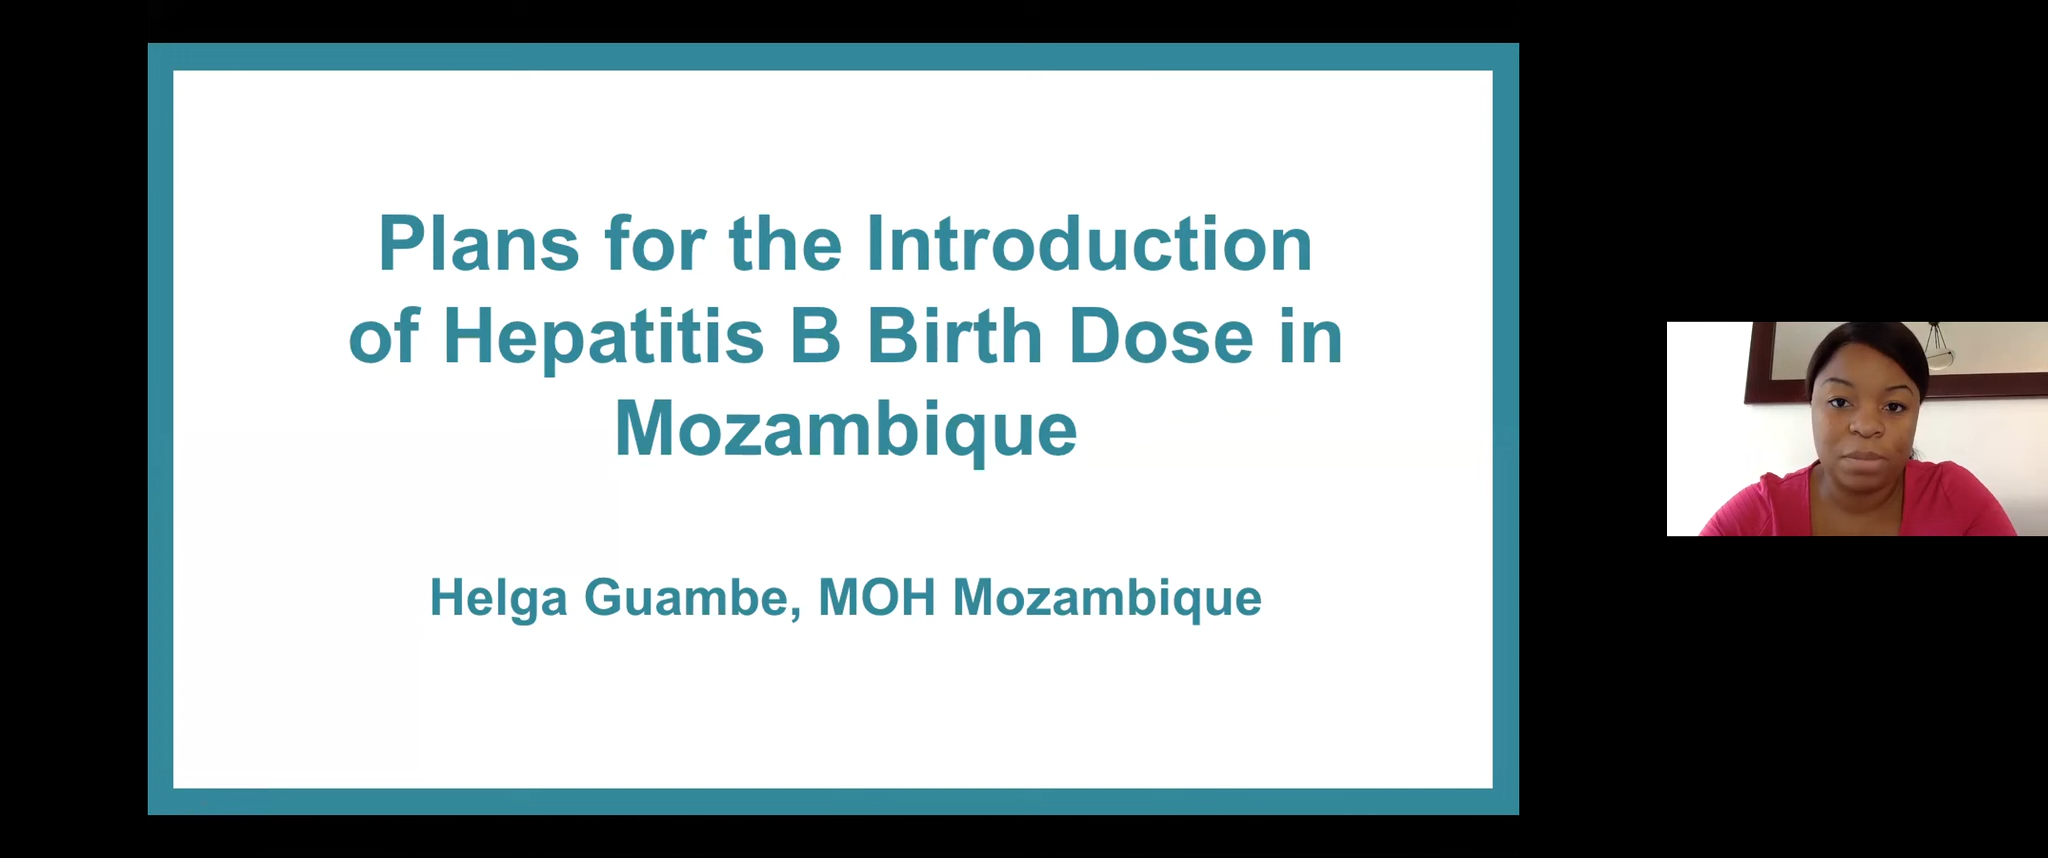 Plans for the Introduction
of Hepatitis B Birth Dose in
Mozambique
Helga Guambe, MOH Mozambique